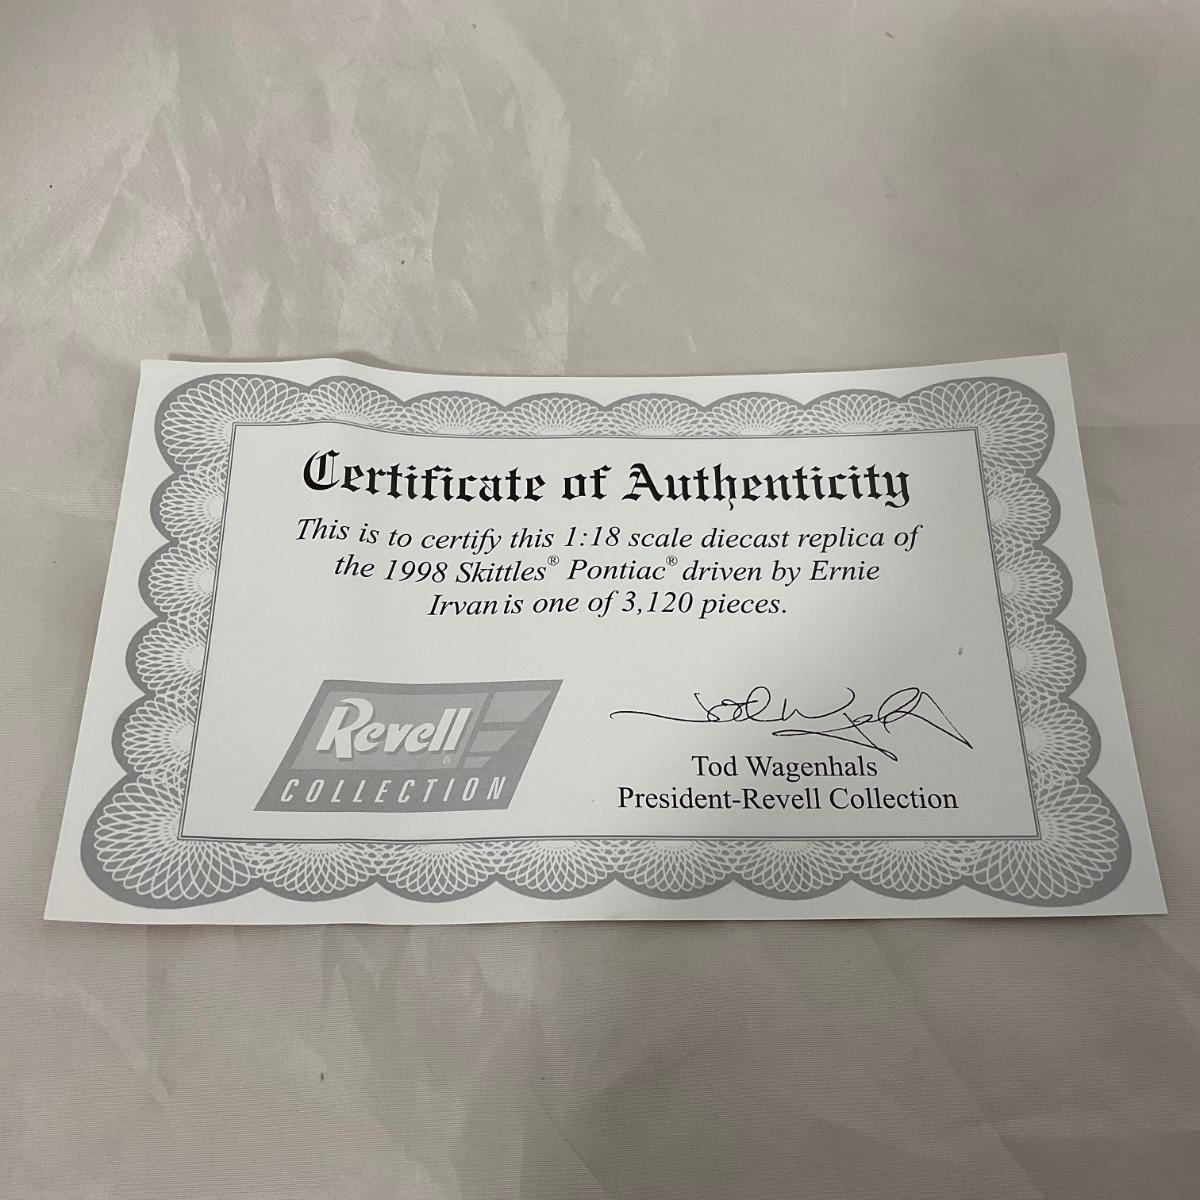 Certificate of Authenticity
This is to certify this 1:18 scale diecast replica of
the 1998 Skittles® Pontiac® driven by Ernie
Irvan is one of 3,120 pieces.
Revell®
COLLECTION
Tod Wagenhals
President-Revell Collection